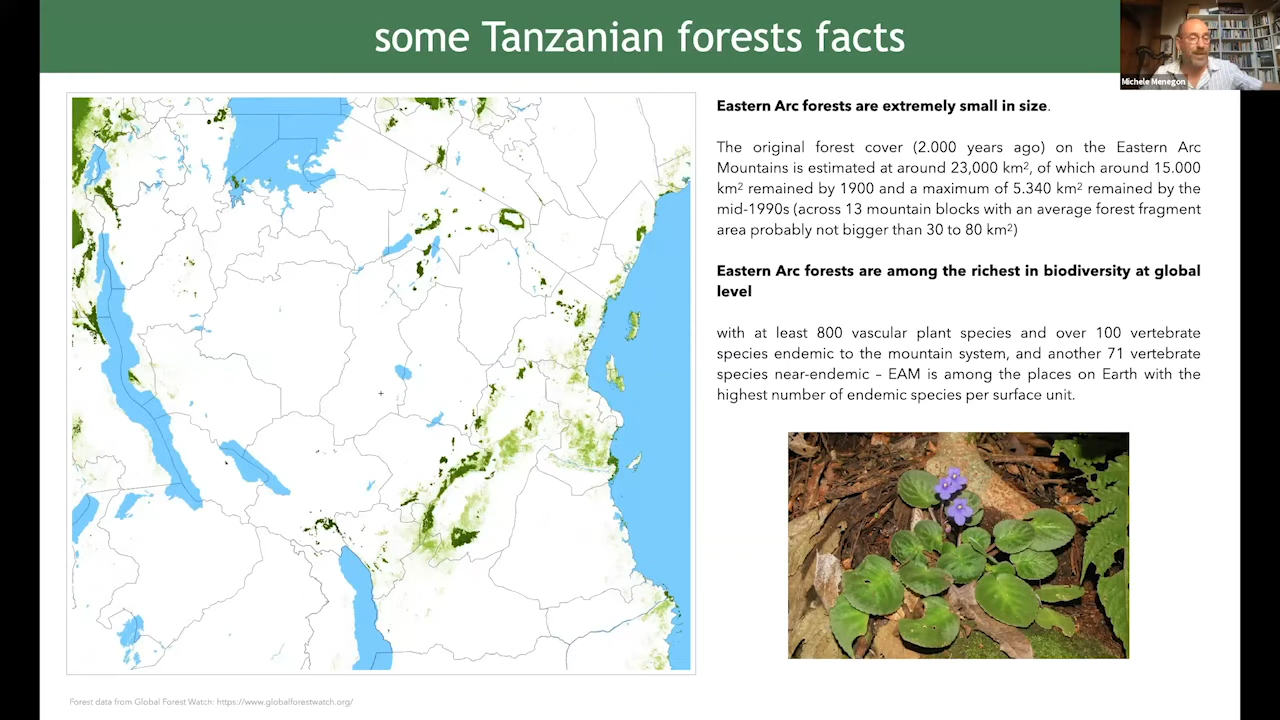 some Tanzanian forests facts
Michele Menegon
Eastern Arc forests are extremely small in size.
The original forest cover (2.000 years ago) on the Eastern Arc
Mountains is estimated at around 23,000 km², of which around 15.000
km² remained by 1900 and a maximum of 5.340 km² remained by the
mid-1990s (across 13 mountain blocks with an average forest fragment
area probably not bigger than 30 to 80 km²)
Eastern Arc forests are among the richest in biodiversity at global
level
with at least 800 vascular plant species and over 100 vertebrate
species endemic to the mountain system, and another 71 vertebrate
species near-endemic – EAM is among the places on Earth with the
highest number of endemic species per surface unit.
Forest data from Global Forest Watch: https://www.globalforestwatch.org/